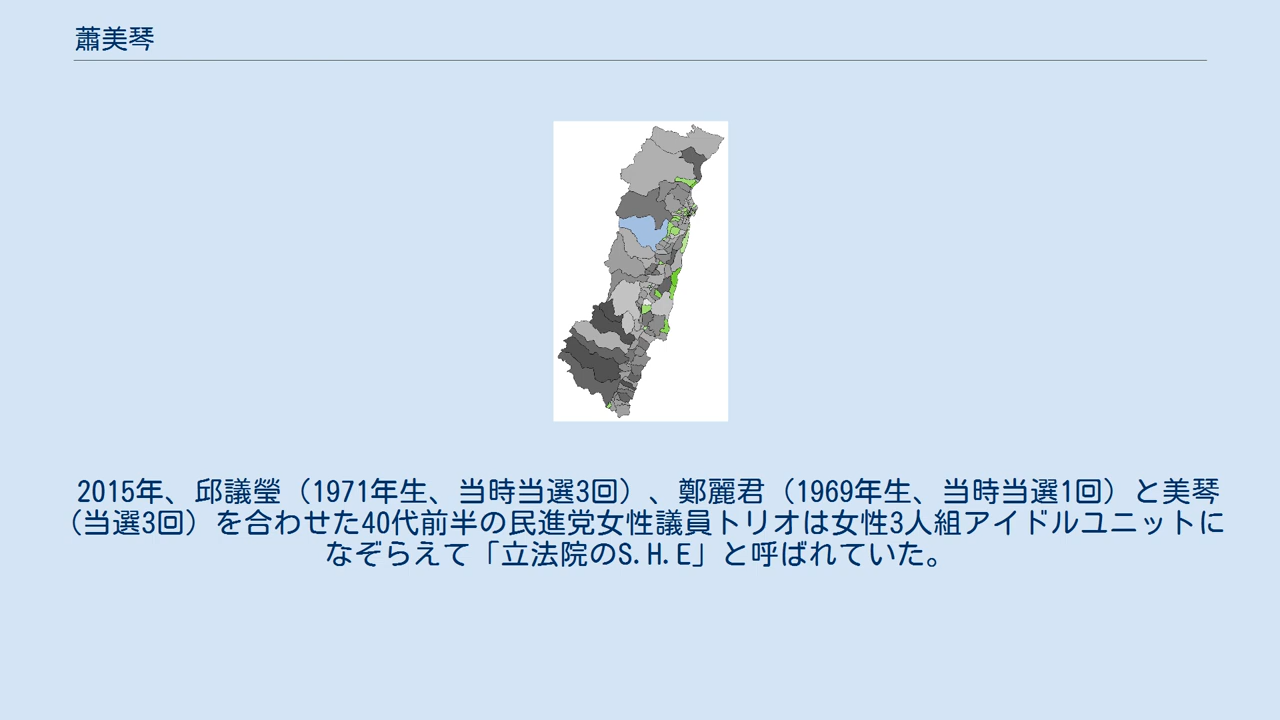 蕭美琴
2015年、邱議瑩（1971年生、当時当選3回）、鄭麗君（1969年生、当時当選1回）と美琴
（当選3回）を合わせた40代前半の民進党女性議員トリオは女性3人組アイドルユニットに
なぞらえて「立法院のS.H.E」と呼ばれていた。